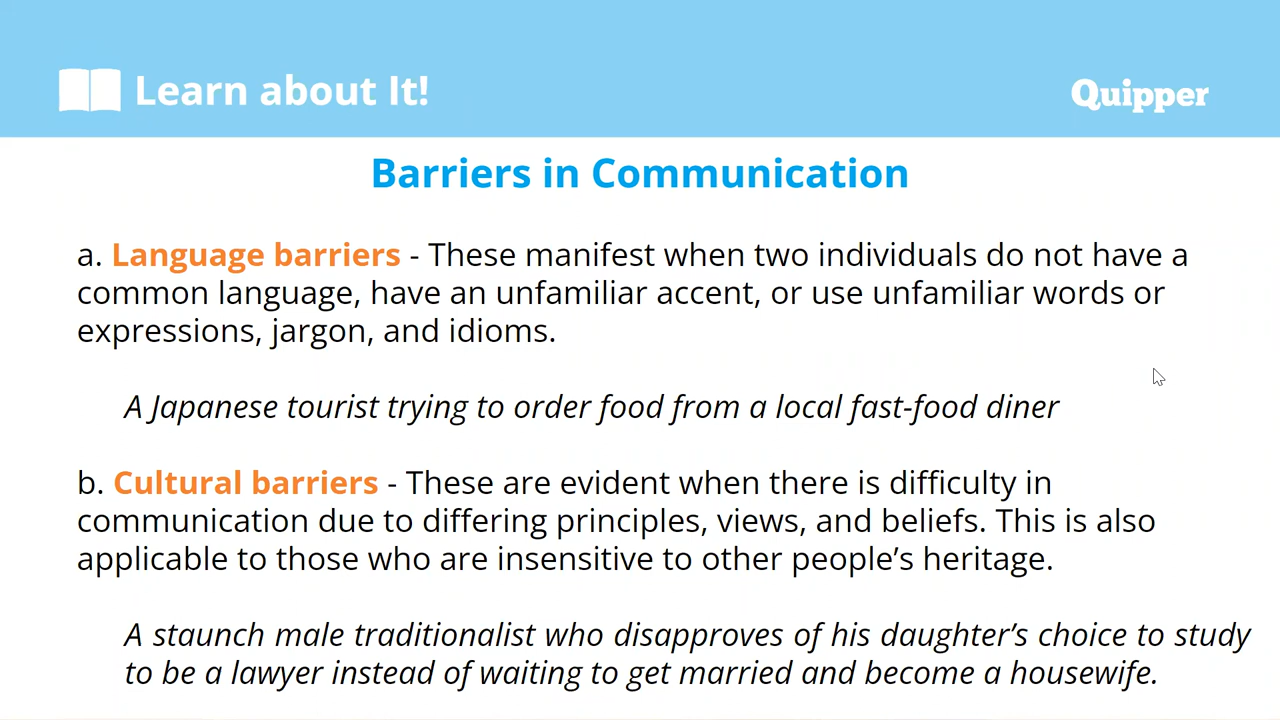 Learn about It!
Quipper
Barriers in Communication
a. Language barriers - These manifest when two individuals do not have a
common language, have an unfamiliar accent, or use unfamiliar words or
expressions, jargon, and idioms.
A Japanese tourist trying to order food from a local fast-food diner
b. Cultural barriers - These are evident when there is difficulty in
communication due to differing principles, views, and beliefs. This is also
applicable to those who are insensitive to other people’s heritage.
A staunch male traditionalist who disapproves of his daughter’s choice to study
to be a lawyer instead of waiting to get married and become a housewife.